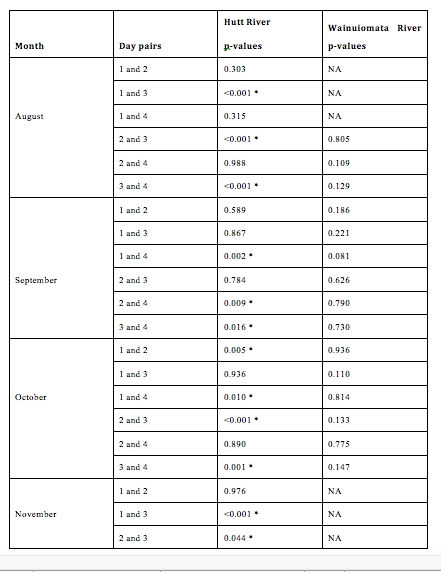 Month Day pairs Hutt River p-values Wainuiomata River p-values
August
1 and 2 0.303 NA
1 and 3 <0.001 * NA
1 and 4 0.315 NA
2 and 3 <0.001 * 0.805
2 and 4 0.988 0.109
3 and 4 <0.001 * 0.129
September
1 and 2 0.589 0.186
1 and 3 0.867 0.221
1 and 4 0.002 * 0.081
2 and 3 0.784 0.626
2 and 4 0.009 * 0.790
3 and 4 0.016 * 0.730
October
1 and 2 0.005 * 0.936
1 and 3 0.936 0.110
1 and 4 0.010 * 0.814
2 and 3 <0.001 * 0.133
2 and 4 0.890 0.775
3 and 4 0.001 * 0.147
November
1 and 2 0.976 NA
1 and 3 <0.001 * NA
2 and 3 0.044 * NA